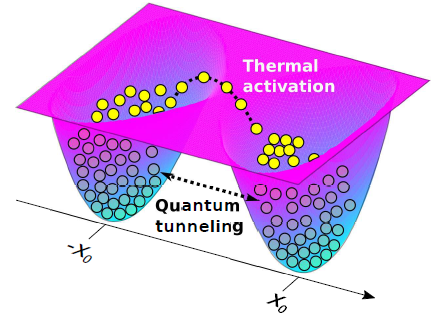 Thermal
activation
Quantum
tunneling
-X₀
X₀